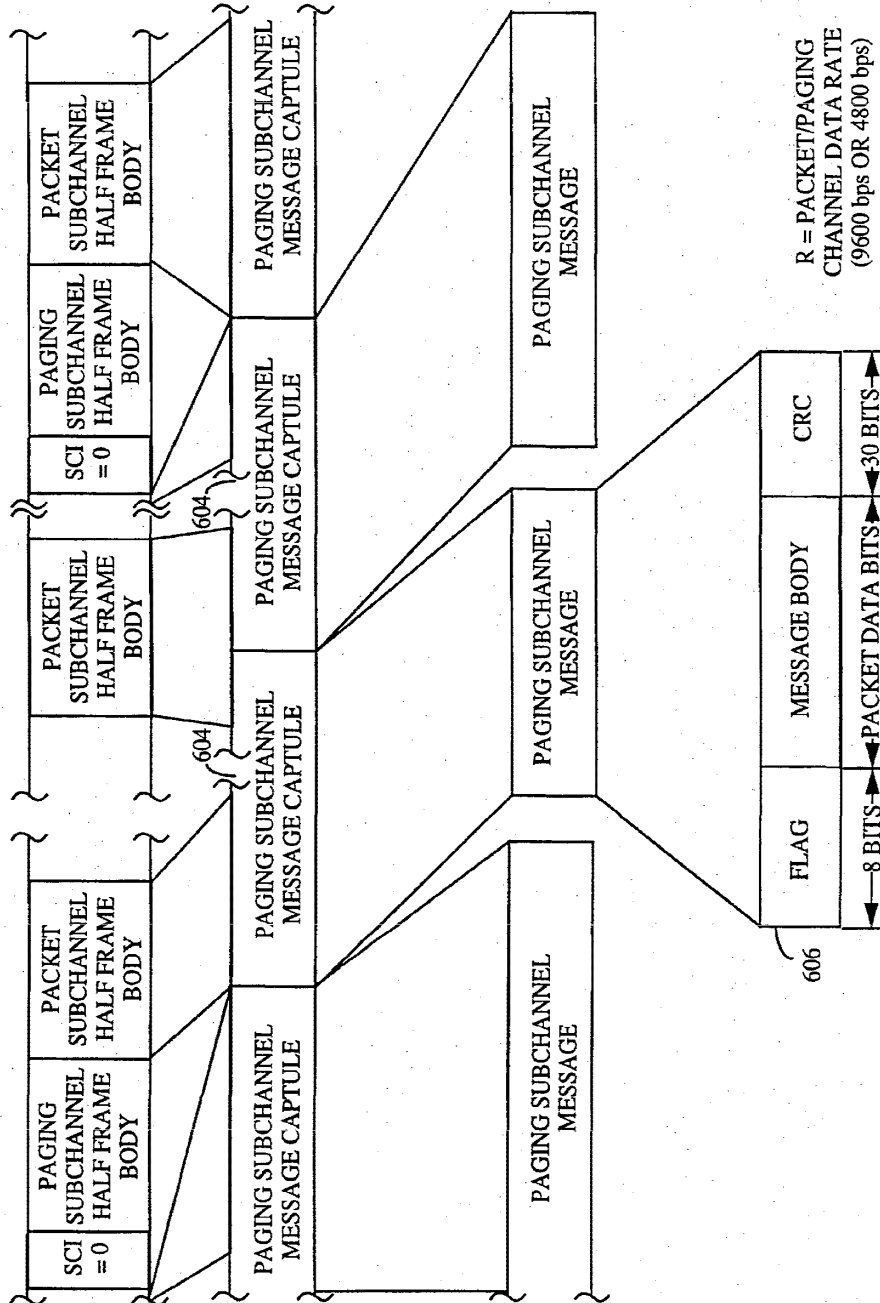 SCI
= 0
PAGING
SUBCHANNEL
HALF FRAME
BODY
PACKET
SUBCHANNEL
HALF FRAME
BODY
PACKET
SUBCHANNEL
HALF FRAME
BODY
SCI
= 0
PAGING
SUBCHANNEL
HALF FRAME
BODY
PACKET
SUBCHANNEL
HALF FRAME
BODY
604
604
PAGING SUBCHANNEL
MESSAGE CAPTULE
PAGING SUBCHANNEL
MESSAGE CAPTULE
PAGING SUBCHANNEL
MESSAGE CAPTULE
PAGING SUBCHANNEL
MESSAGE CAPTULE
PAGING SUBCHANNEL
MESSAGE
PAGING SUBCHANNEL
MESSAGE
PAGING SUBCHANNEL
MESSAGE
606
FLAG
MESSAGE BODY
CRC
8 BITS
PACKET DATA BITS
30 BITS
R = PACKET/PAGING
CHANNEL DATA RATE
(9600 bps OR 4800 bps)